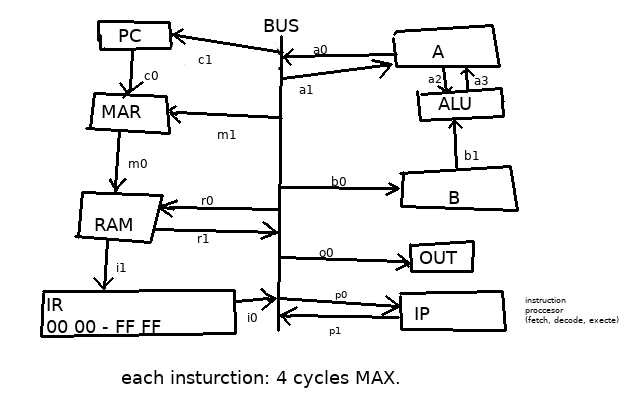 BUS
PC
c1
a0
A
a1
c0
a2
a3
MAR
ALU
m1
m0
b1
b0
B
r0
RAM
r1
o0
OUT
i1
IR
00 00 - FF FF
i0
p0
p1
IP
instruction
proccesor
(fetch, decode, execte)
each insturction: 4 cycles MAX.